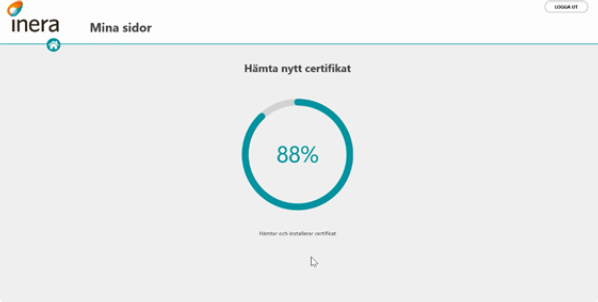 inera
Mina sidor
LOGGA UT
Hämta nytt certifikat
88%
Hämtar och installerar certifikat